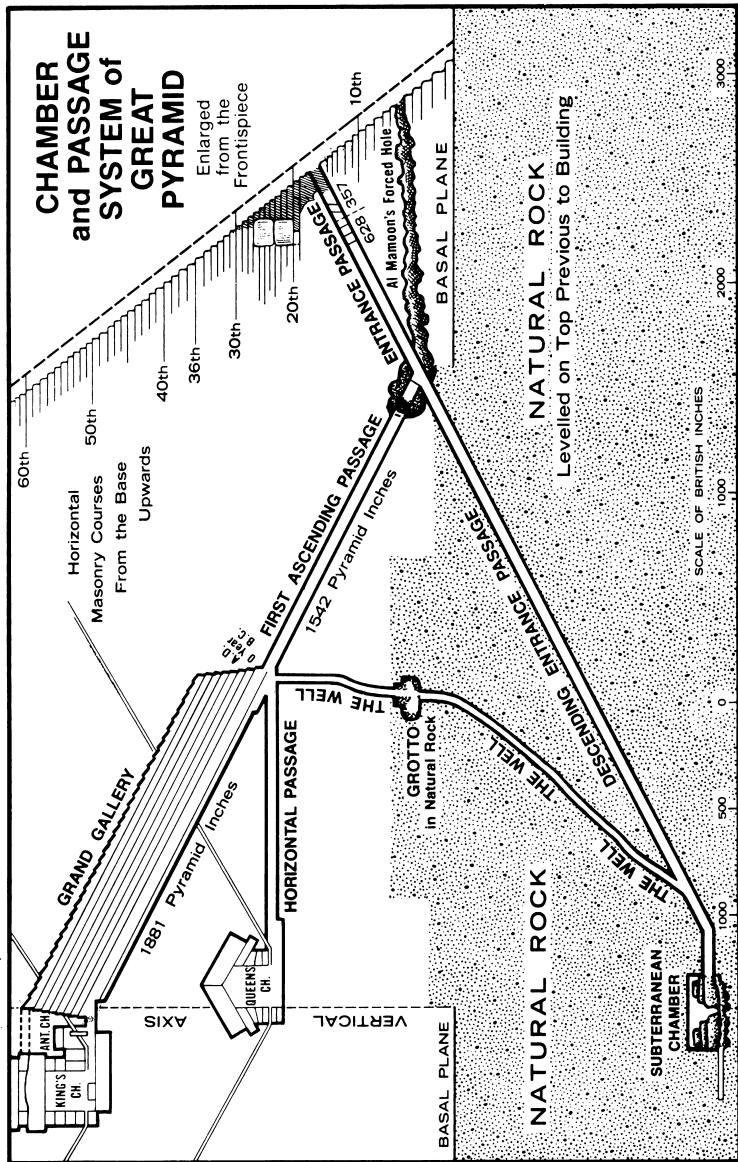 CHAMBER
and PASSAGE
SYSTEM of
GREAT
PYRAMID
Enlarged
from the
Frontispiece
60th
50th
40th
36th
30th
20th
10th
Horizontal
Masonry Courses
From the Base
Upwards
GRAND GALLERY
1881 Pyramid Inches
A.D.
0 Year
B.C.
FIRST ASCENDING PASSAGE
1542 Pyramid Inches
ENTRANCE PASSAGE
628 357
Al Mamoon's Forced Hole
BASAL PLANE
ANT. CH.
KING'S
CH.
VERTICAL
AXIS
QUEENS
CH.
HORIZONTAL PASSAGE
THE WELL
GROTTO
in Natural Rock
THE WELL
THE WELL
DESCENDING ENTRANCE PASSAGE
BASAL PLANE
NATURAL ROCK
NATURAL ROCK
Levelled on Top Previous to Building
SUBTERRANEAN
CHAMBER
SCALE OF BRITISH INCHES
1000 500 0 1000 2000 3000